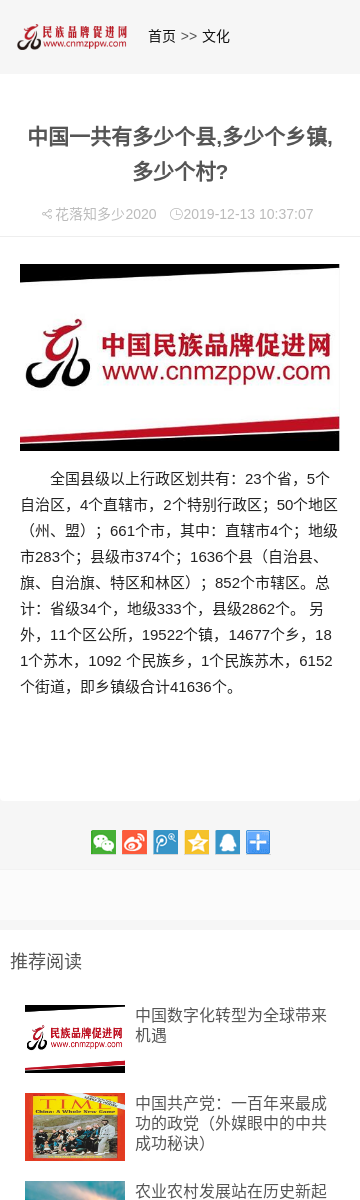 民族品牌促进网
www.cnmzppw.com
首页 >> 文化
中国一共有多少个县,多少个乡镇,
多少个村?
花落知多少2020 2019-12-13 10:37:07
中国民族品牌促进网
www.cnmzppw.com
全国县级以上行政区划共有：23个省，5个
自治区，4个直辖市，2个特别行政区；50个地区
（州、盟）；661个市，其中：直辖市4个；地级
市283个；县级市374个；1636个县（自治县、
旗、自治旗、特区和林区）；852个市辖区。总
计：省级34个，地级333个，县级2862个。 另
外，11个区公所，19522个镇，14677个乡，18
1个苏木，1092 个民族乡，1个民族苏木，6152
个街道，即乡镇级合计41636个。
推荐阅读
民族品牌促进网
www.cnmzppw.com
中国数字化转型为全球带来
机遇
TIME
China: A Whole New Game
中国共产党：一百年来最成
功的政党（外媒眼中的中共
成功秘诀）
农业农村发展站在历史新起